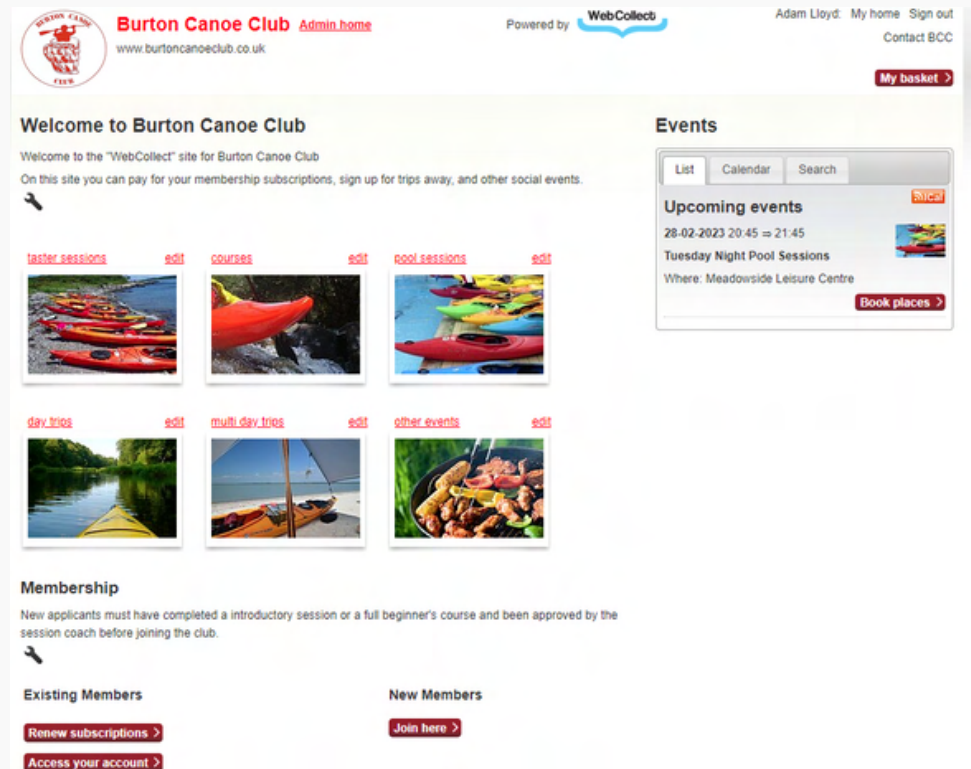 BURTON CANOE
CLUB
Burton Canoe Club Admin home
www.burtoncanoeclub.co.uk
Powered by WebCollect
Adam Lloyd: My home Sign out
Contact BCC
My basket >
Welcome to Burton Canoe Club
Welcome to the "WebCollect" site for Burton Canoe Club
On this site you can pay for your membership subscriptions, sign up for trips away, and other social events.
taster sessions edit courses edit pool sessions edit
day trips edit multi day trips edit other events edit
Membership
New applicants must have completed a introductory session or a full beginner's course and been approved by the
session coach before joining the club.
Existing Members
Renew subscriptions >
Access your account >
New Members
Join here >
Events
List Calendar Search
Upcoming events
ical
28-02-2023 20:45 ⇒ 21:45
Tuesday Night Pool Sessions
Where: Meadowside Leisure Centre
Book places >